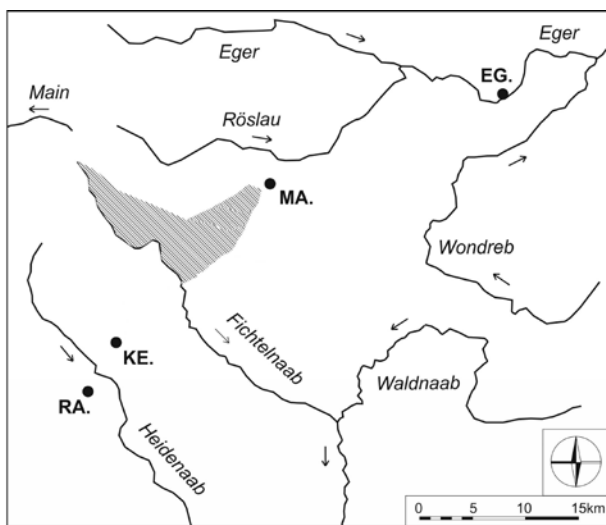 Eger
Eger
EG.
Main
Röslau
MA.
Wondreb
Fichtelnaab
KE.
Waldnaab
RA.
Heidenaab
0 5 10 15km